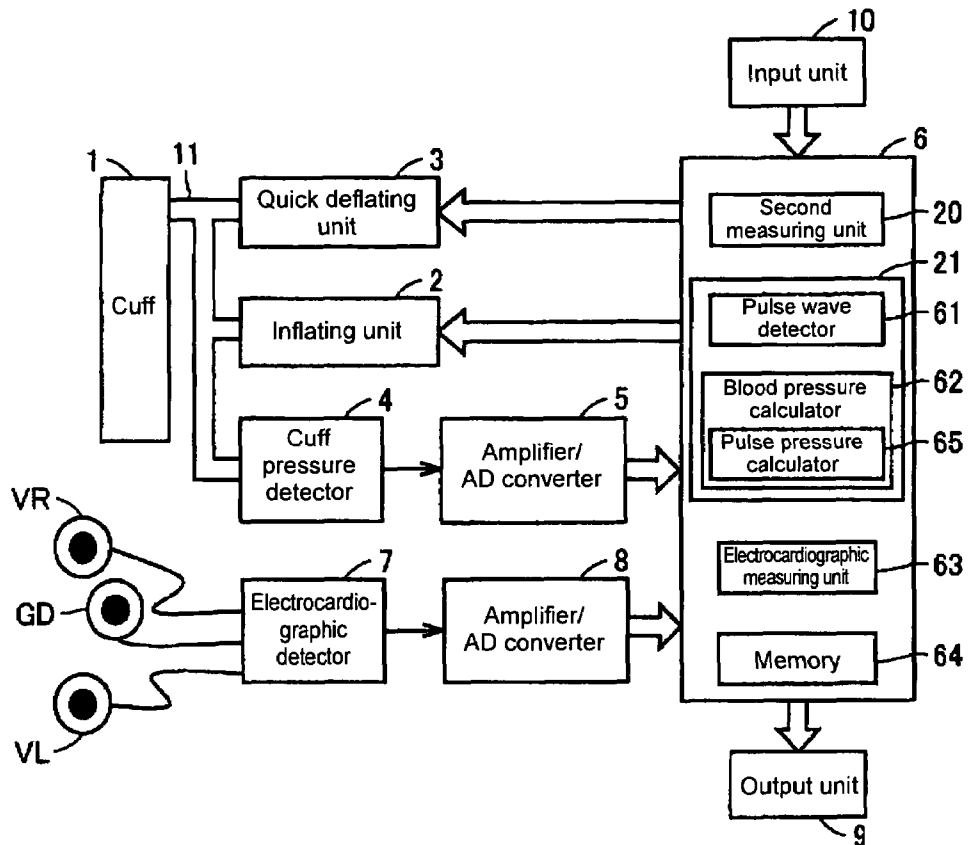 10
Input unit
1
11
3
6
Quick deflating
unit
Second
measuring unit
20
21
2
Cuff
Inflating unit
Pulse wave
detector
61
4
5
Blood pressure
calculator
62
Cuff
pressure
detector
Amplifier/
AD converter
Pulse pressure
calculator
65
VR
7
8
Electrocardiographic
measuring unit
63
GD
Electrocardio-
graphic
detector
Amplifier/
AD converter
Memory
64
VL
Output unit
9